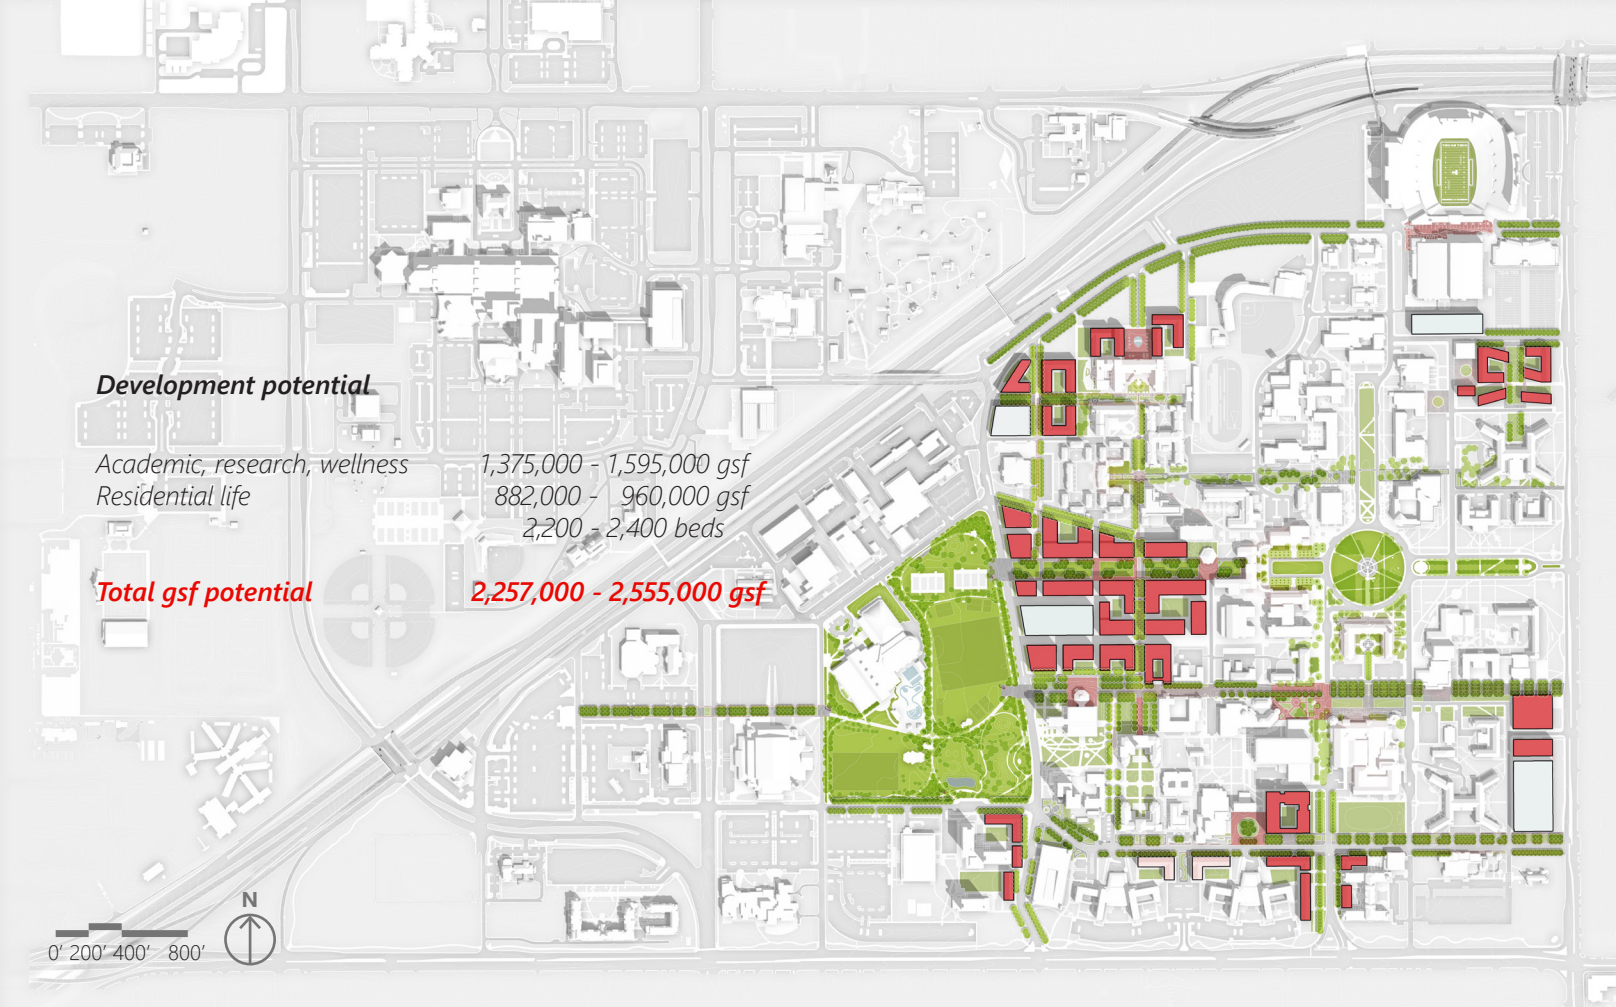 Development potential
Academic, research, wellness 1,375,000 - 1,595,000 gsf
Residential life 882,000 - 960,000 gsf
2,200 - 2,400 beds
Total gsf potential 2,257,000 - 2,555,000 gsf
N
0’ 200’ 400’ 800’